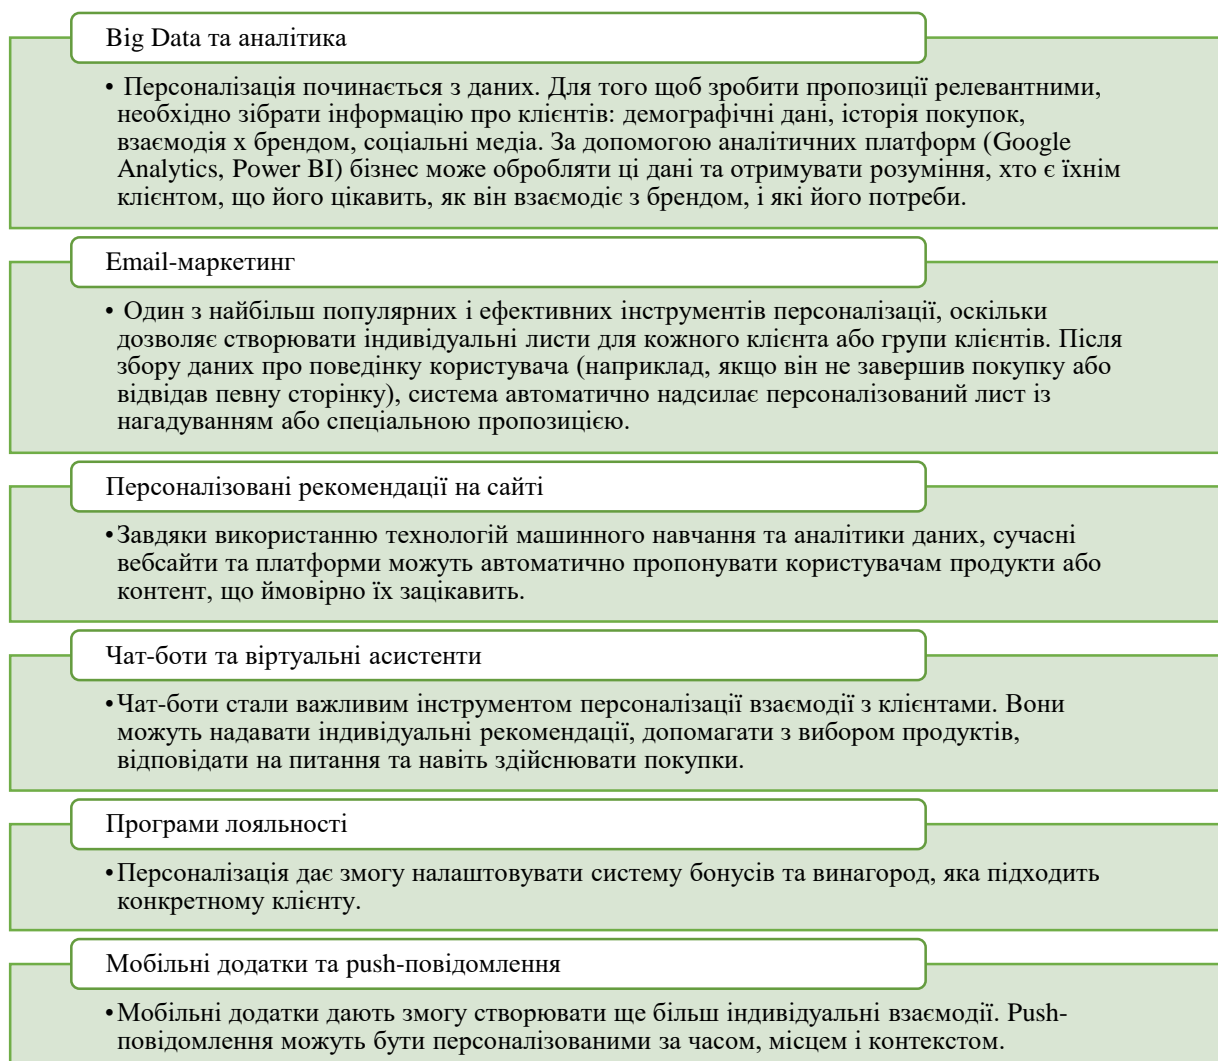 Big Data та аналітика
• Персоналізація починається з даних. Для того щоб зробити пропозиції релевантними,
необхідно зібрати інформацію про клієнтів: демографічні дані, історія покупок,
взаємодія х брендом, соціальні медіа. За допомогою аналітичних платформ (Google
Analytics, Power BI) бізнес може обробляти ці дані та отримувати розуміння, хто є їхнім
клієнтом, що його цікавить, як він взаємодіє з брендом, і які його потреби.
Email-маркетинг
• Один з найбільш популярних і ефективних інструментів персоналізації, оскільки
дозволяє створювати індивідуальні листи для кожного клієнта або групи клієнтів. Після
збору даних про поведінку користувача (наприклад, якщо він не завершив покупку або
відвідав певну сторінку), система автоматично надсилає персоналізований лист із
нагадуванням або спеціальною пропозицією.
Персоналізовані рекомендації на сайті
•Завдяки використанню технологій машинного навчання та аналітики даних, сучасні
вебсайти та платформи можуть автоматично пропонувати користувачам продукти або
контент, що ймовірно їх зацікавить.
Чат-боти та віртуальні асистенти
•Чат-боти стали важливим інструментом персоналізації взаємодії з клієнтами. Вони
можуть надавати індивідуальні рекомендації, допомагати з вибором продуктів,
відповідати на питання та навіть здійснювати покупки.
Програми лояльності
•Персоналізація дає змогу налаштовувати систему бонусів та винагород, яка підходить
конкретному клієнту.
Мобільні додатки та push-повідомлення
•Мобільні додатки дають змогу створювати ще більш індивідуальні взаємодії. Push-
повідомлення можуть бути персоналізованими за часом, місцем і контекстом.